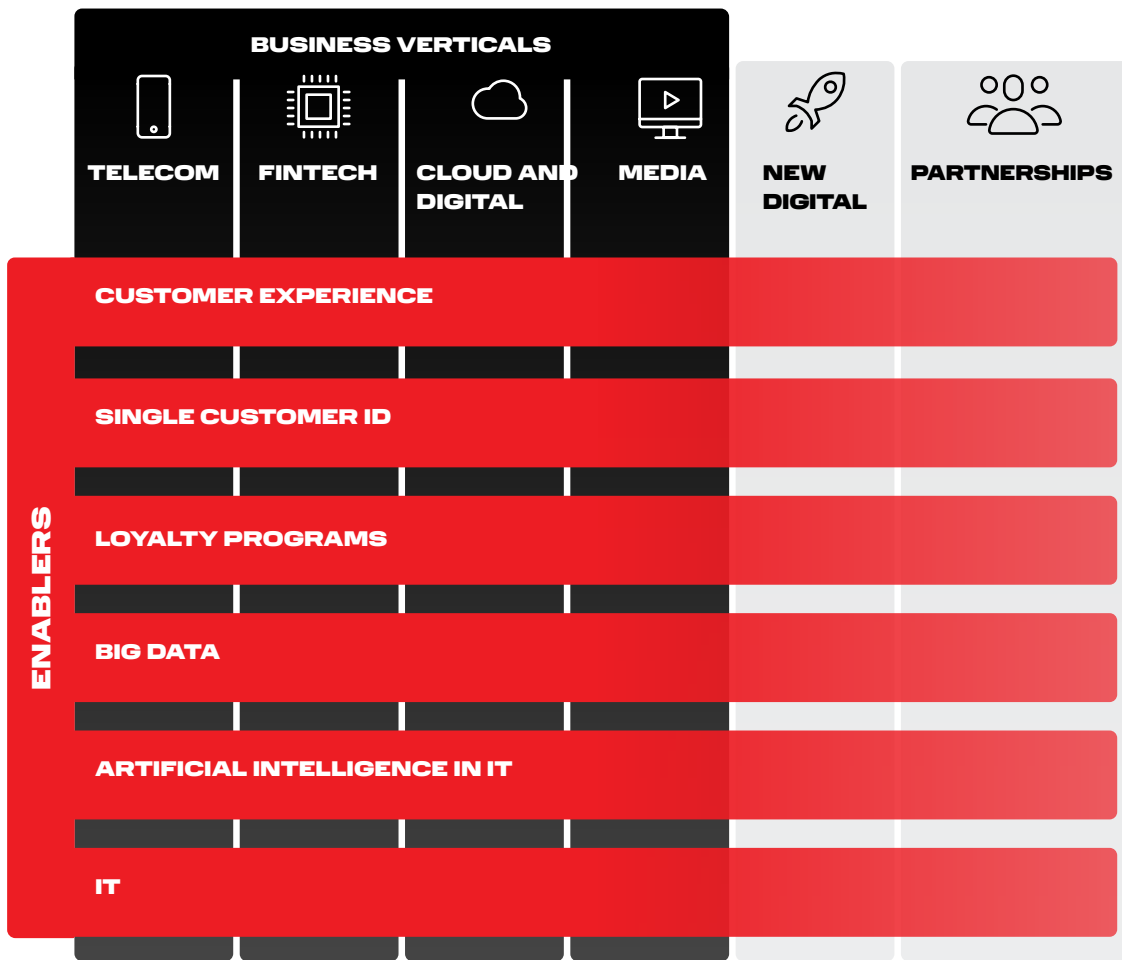 BUSINESS VERTICALS
TELECOM
FINTECH
CLOUD AND
DIGITAL
MEDIA
NEW
DIGITAL
PARTNERSHIPS
ENABLERS
CUSTOMER EXPERIENCE
SINGLE CUSTOMER ID
LOYALTY PROGRAMS
BIG DATA
ARTIFICIAL INTELLIGENCE IN IT
IT